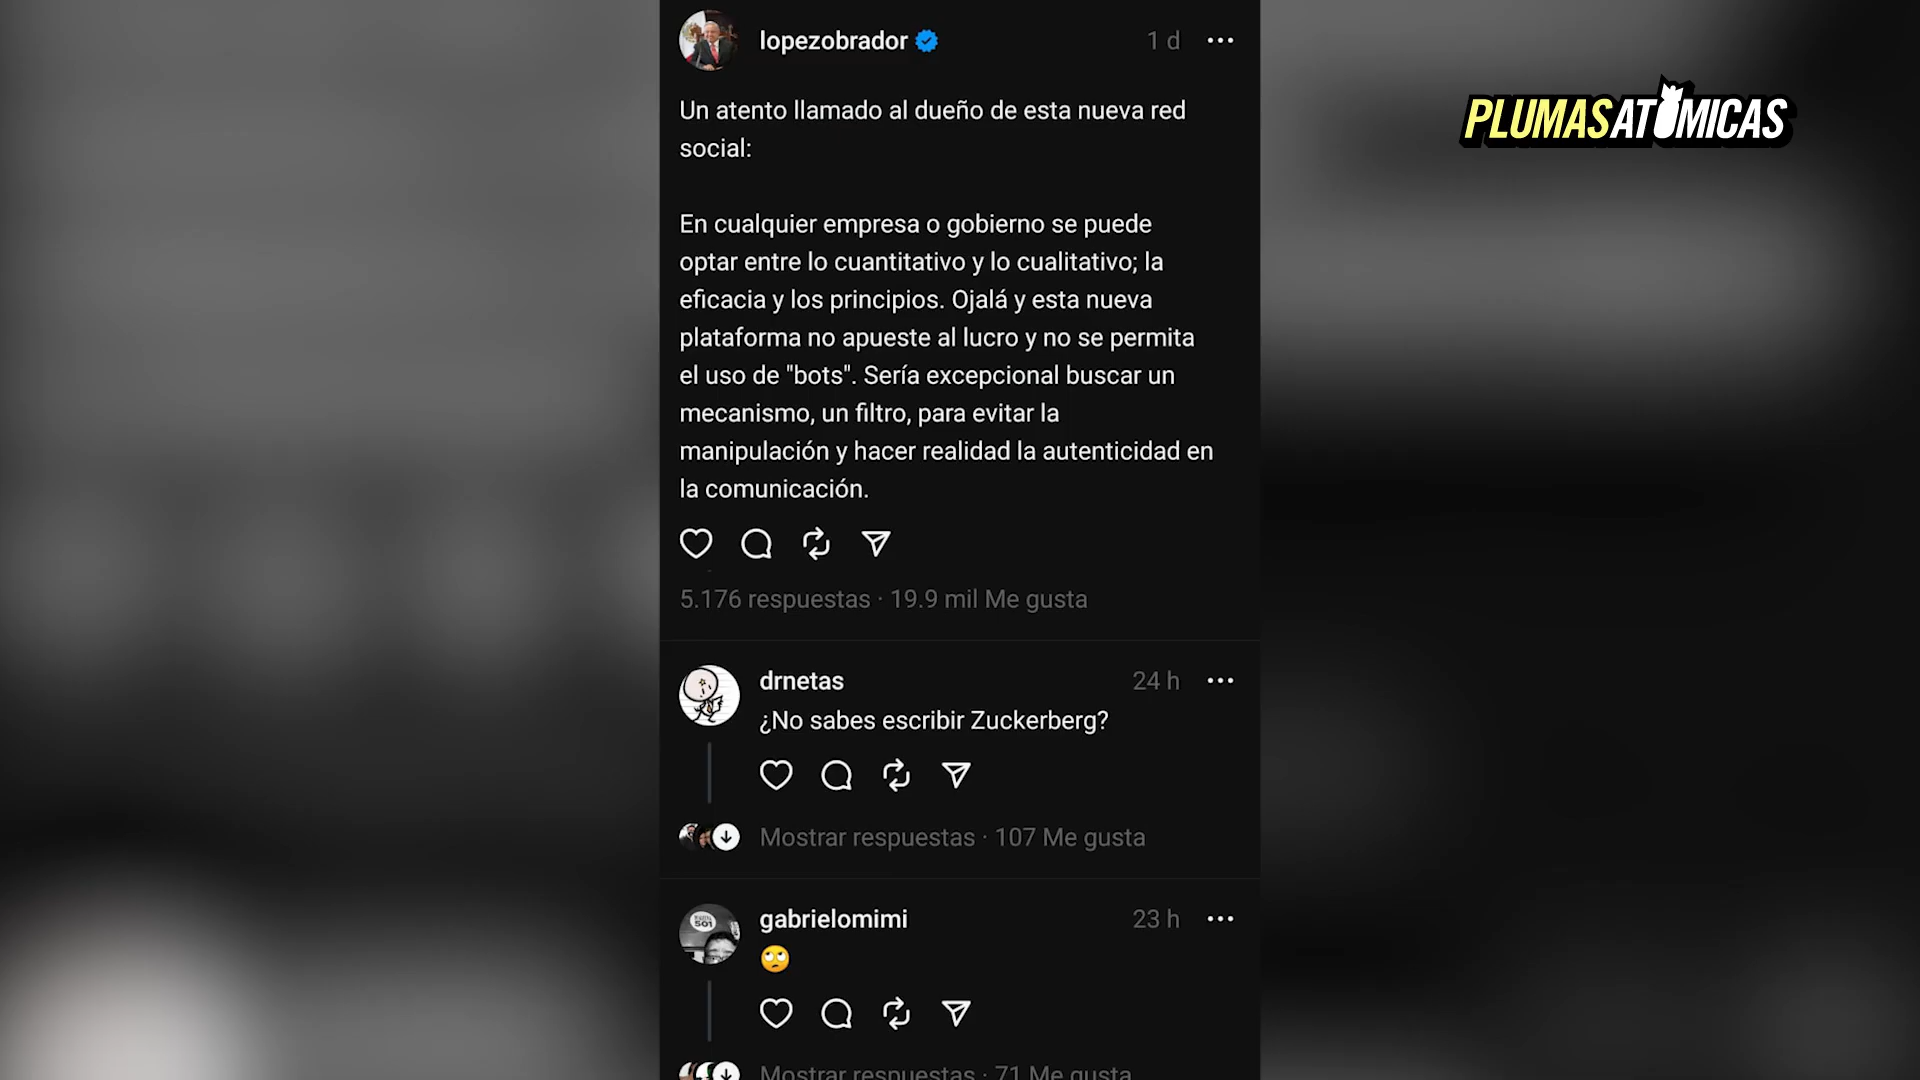 lopezobrador
1 d
PLUMASATÓMICAS
Un atento llamado al dueño de esta nueva red
social:
En cualquier empresa o gobierno se puede
optar entre lo cuantitativo y lo cualitativo; la
eficacia y los principios. Ojalá y esta nueva
plataforma no apueste al lucro y no se permita
el uso de "bots". Sería excepcional buscar un
mecanismo, un filtro, para evitar la
manipulación y hacer realidad la autenticidad en
la comunicación.
5.176 respuestas · 19.9 mil Me gusta
drnetas
24 h
¿No sabes escribir Zuckerberg?
Mostrar respuestas · 107 Me gusta
501
gabrielomimi
23 h
Mostrar respuestas · 71 Me gusta